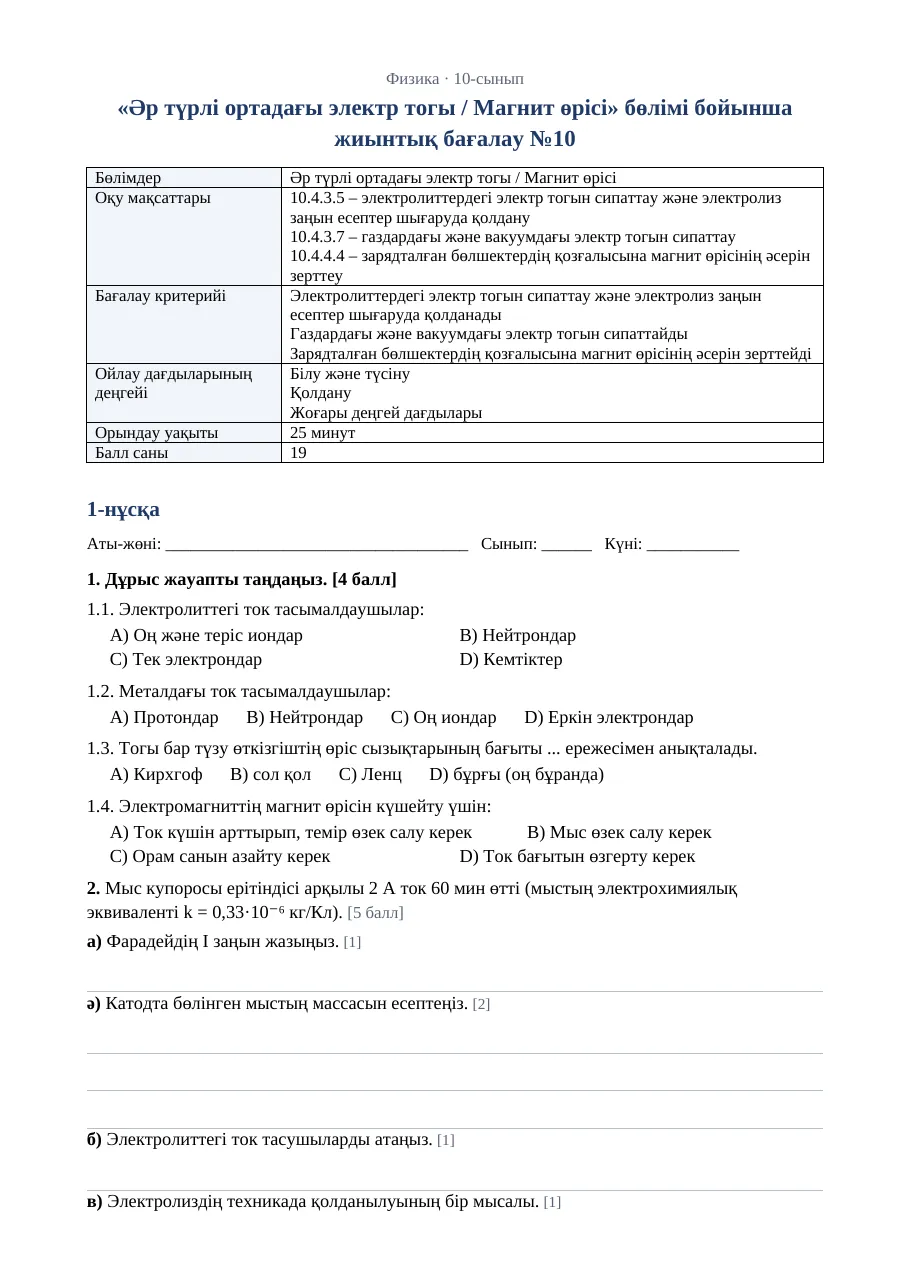 Физика · 10-сынып
«Әр түрлі ортадағы электр тогы / Магнит өрісі» бөлімі бойынша
жиынтық бағалау №10
Бөлімдер
Әр түрлі ортадағы электр тогы / Магнит өрісі
Оқу мақсаттары
10.4.3.5 – электролиттердегі электр тогын сипаттау және электролиз
заңын есептер шығаруда қолдану
10.4.3.7 – газдардағы және вакуумдағы электр тогын сипаттау
10.4.4.4 – зарядталған бөлшектердің қозғалысына магнит өрісінің әсерін
зерттеу
Бағалау критерийі
Электролиттердегі электр тогын сипаттау және электролиз заңын
есептер шығаруда қолданады
Газдардағы және вакуумдағы электр тогын сипаттайды
Зарядталған бөлшектердің қозғалысына магнит өрісінің әсерін зерттейді
Ойлау дағдыларының
деңгейі
Білу және түсіну
Қолдану
Жоғары деңгей дағдылары
Орындау уақыты
25 минут
Балл саны
19
1-нұсқа
Аты-жөні: ____________________________________ Сынып: ______ Күні: ___________
1. Дұрыс жауапты таңдаңыз. [4 балл]
1.1. Электролиттегі ток тасымалдаушылар:
A) Оң және теріс иондар B) Нейтрондар
C) Тек электрондар D) Кемтіктер
1.2. Металдағы ток тасымалдаушылар:
A) Протондар B) Нейтрондар C) Оң иондар D) Еркін электрондар
1.3. Тогы бар түзу өткізгіштің өріс сызықтарының бағыты ... ережесімен анықталады.
A) Кирхгоф B) сол қол C) Ленц D) бұрғы (оң бұранда)
1.4. Электромагниттің магнит өрісін күшейту үшін:
A) Ток күшін арттырып, темір өзек салу керек B) Мыс өзек салу керек
C) Орам санын азайту керек D) Ток бағытын өзгерту керек
2. Мыс купоросы ерітіндісі арқылы 2 А ток 60 мин өтті (мыстың электрохимиялық
эквиваленті k = 0,33·10⁻⁶ кг/Кл). [5 балл]
а) Фарадейдің I заңын жазыңыз. [1]
ә) Катодта бөлінген мыстың массасын есептеңіз. [2]
б) Электролиттегі ток тасушыларды атаңыз. [1]
в) Электролиздің техникада қолданылуының бір мысалы. [1]